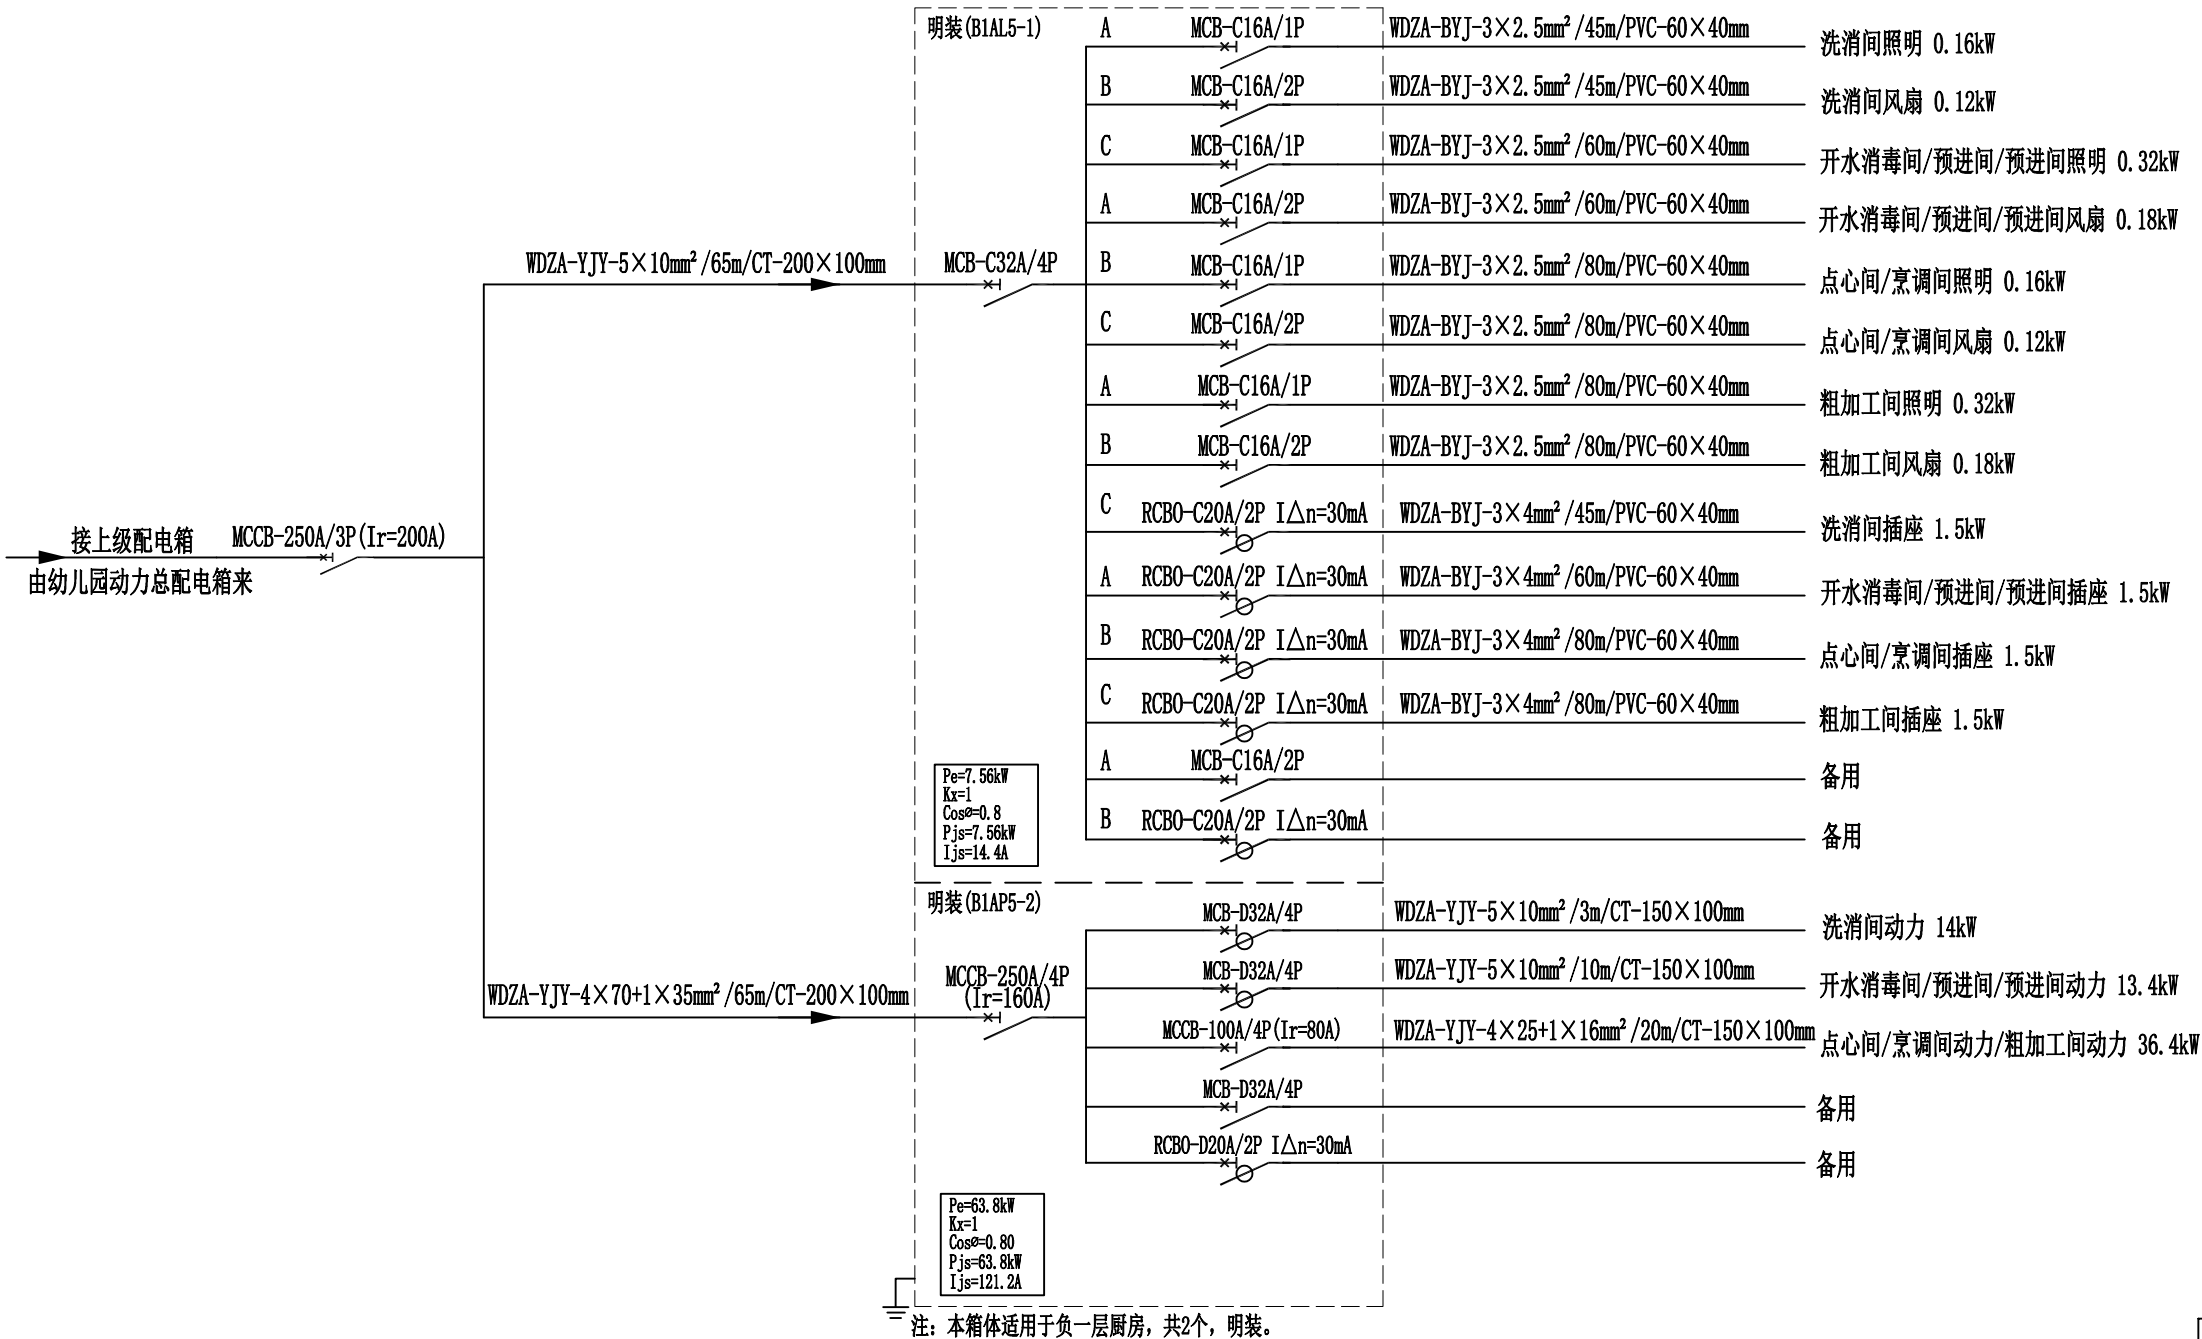 接上级配电箱
由幼儿园动力总配电箱来
MCCB-250A/3P(Ir=200A)
WDZA-YJY-5×10mm²/65m/CT-200×100mm
WDZA-YJY-4×70+1×35mm²/65m/CT-200×100mm
明装(B1AL5-1)
MCB-C32A/4P
A MCB-C16A/1P WDZA-BYJ-3×2.5mm²/45m/PVC-60×40mm 洗消间照明 0.16kW
B MCB-C16A/2P WDZA-BYJ-3×2.5mm²/45m/PVC-60×40mm 洗消间风扇 0.12kW
C MCB-C16A/1P WDZA-BYJ-3×2.5mm²/60m/PVC-60×40mm 开水消毒间/预进间/预进间照明 0.32kW
A MCB-C16A/2P WDZA-BYJ-3×2.5mm²/60m/PVC-60×40mm 开水消毒间/预进间/预进间风扇 0.18kW
B MCB-C16A/1P WDZA-BYJ-3×2.5mm²/80m/PVC-60×40mm 点心间/烹调间照明 0.16kW
C MCB-C16A/2P WDZA-BYJ-3×2.5mm²/80m/PVC-60×40mm 点心间/烹调间风扇 0.12kW
A MCB-C16A/1P WDZA-BYJ-3×2.5mm²/80m/PVC-60×40mm 粗加工间照明 0.32kW
B MCB-C16A/2P WDZA-BYJ-3×2.5mm²/80m/PVC-60×40mm 粗加工间风扇 0.18kW
C RCBO-C20A/2P I△n=30mA WDZA-BYJ-3×4mm²/45m/PVC-60×40mm 洗消间插座 1.5kW
A RCBO-C20A/2P I△n=30mA WDZA-BYJ-3×4mm²/60m/PVC-60×40mm 开水消毒间/预进间/预进间插座 1.5kW
B RCBO-C20A/2P I△n=30mA WDZA-BYJ-3×4mm²/80m/PVC-60×40mm 点心间/烹调间插座 1.5kW
C RCBO-C20A/2P I△n=30mA WDZA-BYJ-3×4mm²/80m/PVC-60×40mm 粗加工间插座 1.5kW
A MCB-C16A/2P 备用
B RCBO-C20A/2P I△n=30mA 备用
Pe=7.56kW
Kx=1
Cosø=0.8
Pjs=7.56kW
Ijs=14.4A
明装(B1AP5-2)
MCCB-250A/4P
(Ir=160A)
MCB-D32A/4P WDZA-YJY-5×10mm²/3m/CT-150×100mm 洗消间动力 14kW
MCB-D32A/4P WDZA-YJY-5×10mm²/10m/CT-150×100mm 开水消毒间/预进间/预进间动力 13.4kW
MCCB-100A/4P(Ir=80A) WDZA-YJY-4×25+1×16mm²/20m/CT-150×100mm 点心间/烹调间动力/粗加工间动力 36.4kW
MCB-D32A/4P 备用
RCBO-D20A/2P I△n=30mA 备用
Pe=63.8kW
Kx=1
Cosø=0.80
Pjs=63.8kW
Ijs=121.2A
注：本箱体适用于负一层厨房，共2个，明装。